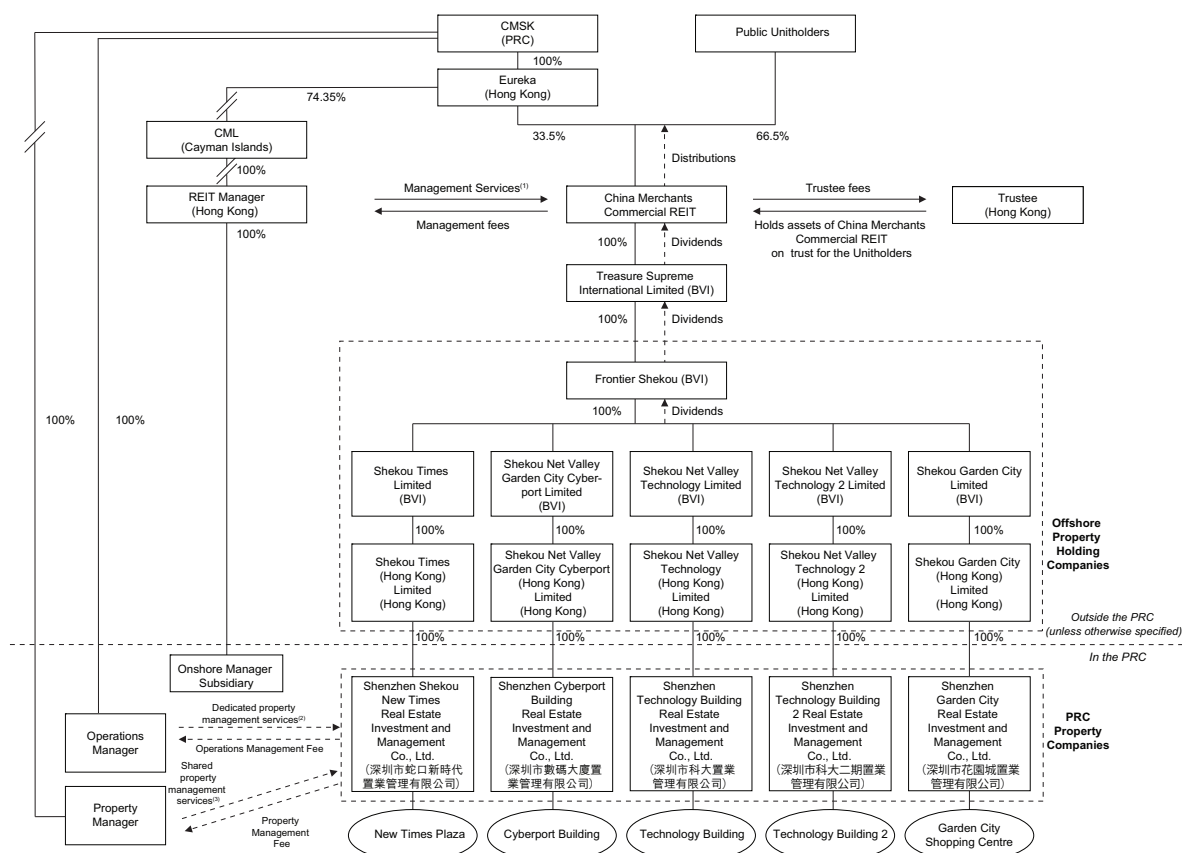 CMSK
(PRC)
Public Unitholders
100%
Eureka
(Hong Kong)
74.35%
33.5%
66.5%
CML
(Cayman Islands)
Distributions
100%
REIT Manager
(Hong Kong)
Management Services(1)
Management fees
China Merchants
Commercial REIT
Trustee fees
Holds assets of China Merchants
Commercial REIT
on trust for the Unitholders
Trustee
(Hong Kong)
100%
100%
Dividends
Treasure Supreme
International Limited (BVI)
100%
Dividends
Frontier Shekou (BVI)
100%
100%
100%
Dividends
Shekou Times
Limited
(BVI)
Shekou Net Valley
Garden City Cyber-
port Limited
(BVI)
Shekou Net Valley
Technology Limited
(BVI)
Shekou Net Valley
Technology 2 Limited
(BVI)
Shekou Garden City
Limited
(BVI)
100%
100%
100%
100%
100%
Offshore
Property
Holding
Companies
Shekou Times
(Hong Kong)
Limited
(Hong Kong)
Shekou Net Valley
Garden City Cyberport
(Hong Kong)
Limited
(Hong Kong)
Shekou Net Valley
Technology
(Hong Kong)
Limited
(Hong Kong)
Shekou Net Valley
Technology 2
(Hong Kong)
Limited
(Hong Kong)
Shekou Garden City
(Hong Kong)
Limited
(Hong Kong)
100%
100%
100%
100%
100%
Outside the PRC
(unless otherwise specified)
In the PRC
Onshore Manager
Subsidiary
Operations
Manager
Dedicated property
management services(2)
Operations Management Fee
Shenzhen Shekou
New Times
Real Estate
Investment and
Management
Co., Ltd.
(深圳市蛇口新時代
置業管理有限公司)
Shenzhen Cyberport
Building
Real Estate
Investment and
Management
Co., Ltd.
(深圳市數碼大廈置
業管理有限公司)
Shenzhen
Technology Building
Real Estate
Investment and
Management
Co., Ltd.
(深圳市科大置業
管理有限公司)
Shenzhen
Technology Building
2 Real Estate
Investment and
Management
Co., Ltd.
(深圳市科大二期置業
管理有限公司)
Shenzhen
Garden City
Real Estate
Investment and
Management
Co., Ltd.
(深圳市花園城置業
管理有限公司)
PRC
Property
Companies
Property
Manager
Shared
property
management
services(3)
Property
Management
Fee
New Times Plaza
Cyberport Building
Technology Building
Technology Building 2
Garden City
Shopping Centre